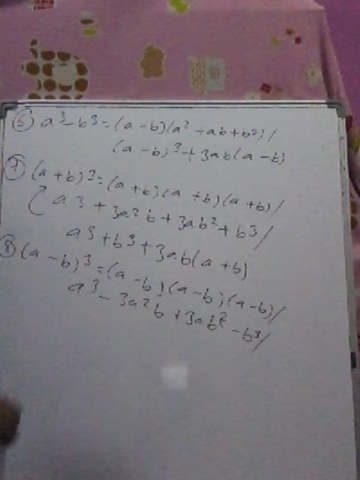 ⑥ a³-b³=(a-b)(a²+ab+b²)/
(a-b)³+3ab(a-b)
⑦ (a+b)³=(a+b)(a+b)(a+b)/
a3+3a²b+3ab²+b3/
a3+b3+3ab(a+b)
⑧ (a-b)³=(a-b)(a-b)(a-b)/
a3-3a²b+3ab²-b³/